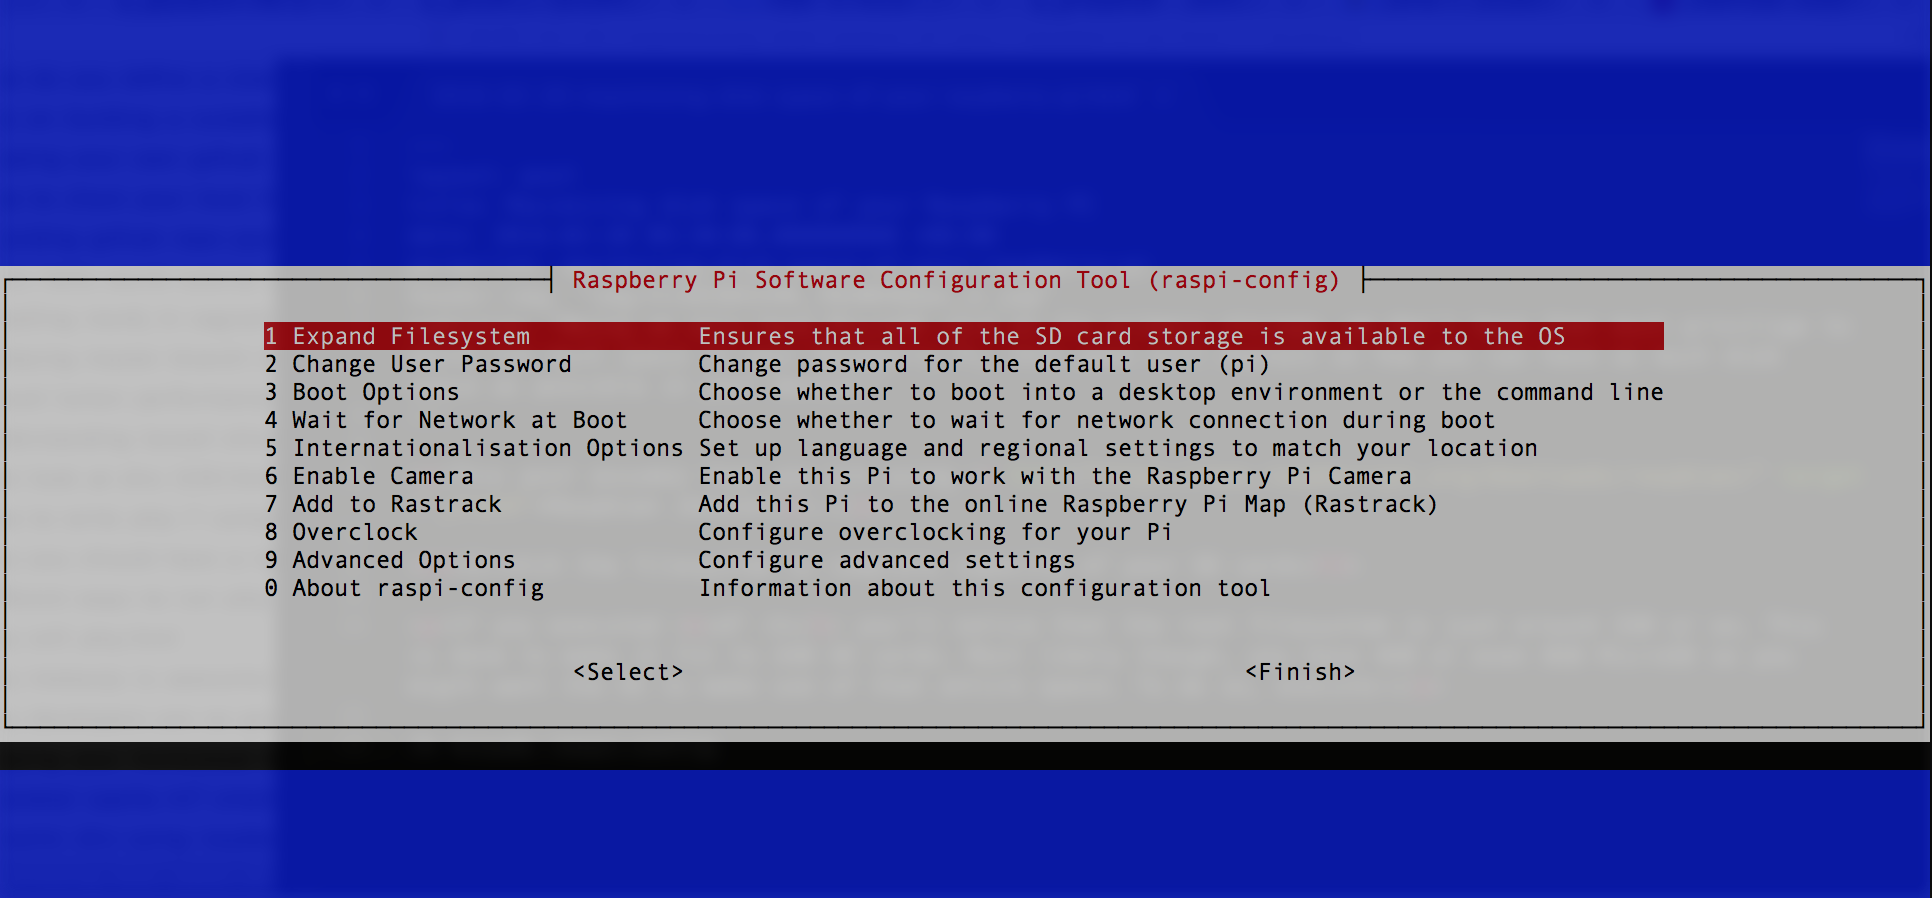 Raspberry Pi Software Configuration Tool (raspi-config)
1 Expand Filesystem Ensures that all of the SD card storage is available to the OS
2 Change User Password Change password for the default user (pi)
3 Boot Options Choose whether to boot into a desktop environment or the command line
4 Wait for Network at Boot Choose whether to wait for network connection during boot
5 Internationalisation Options Set up language and regional settings to match your location
6 Enable Camera Enable this Pi to work with the Raspberry Pi Camera
7 Add to Rastrack Add this Pi to the online Raspberry Pi Map (Rastrack)
8 Overclock Configure overclocking for your Pi
9 Advanced Options Configure advanced settings
0 About raspi-config Information about this configuration tool
<Select> <Finish>